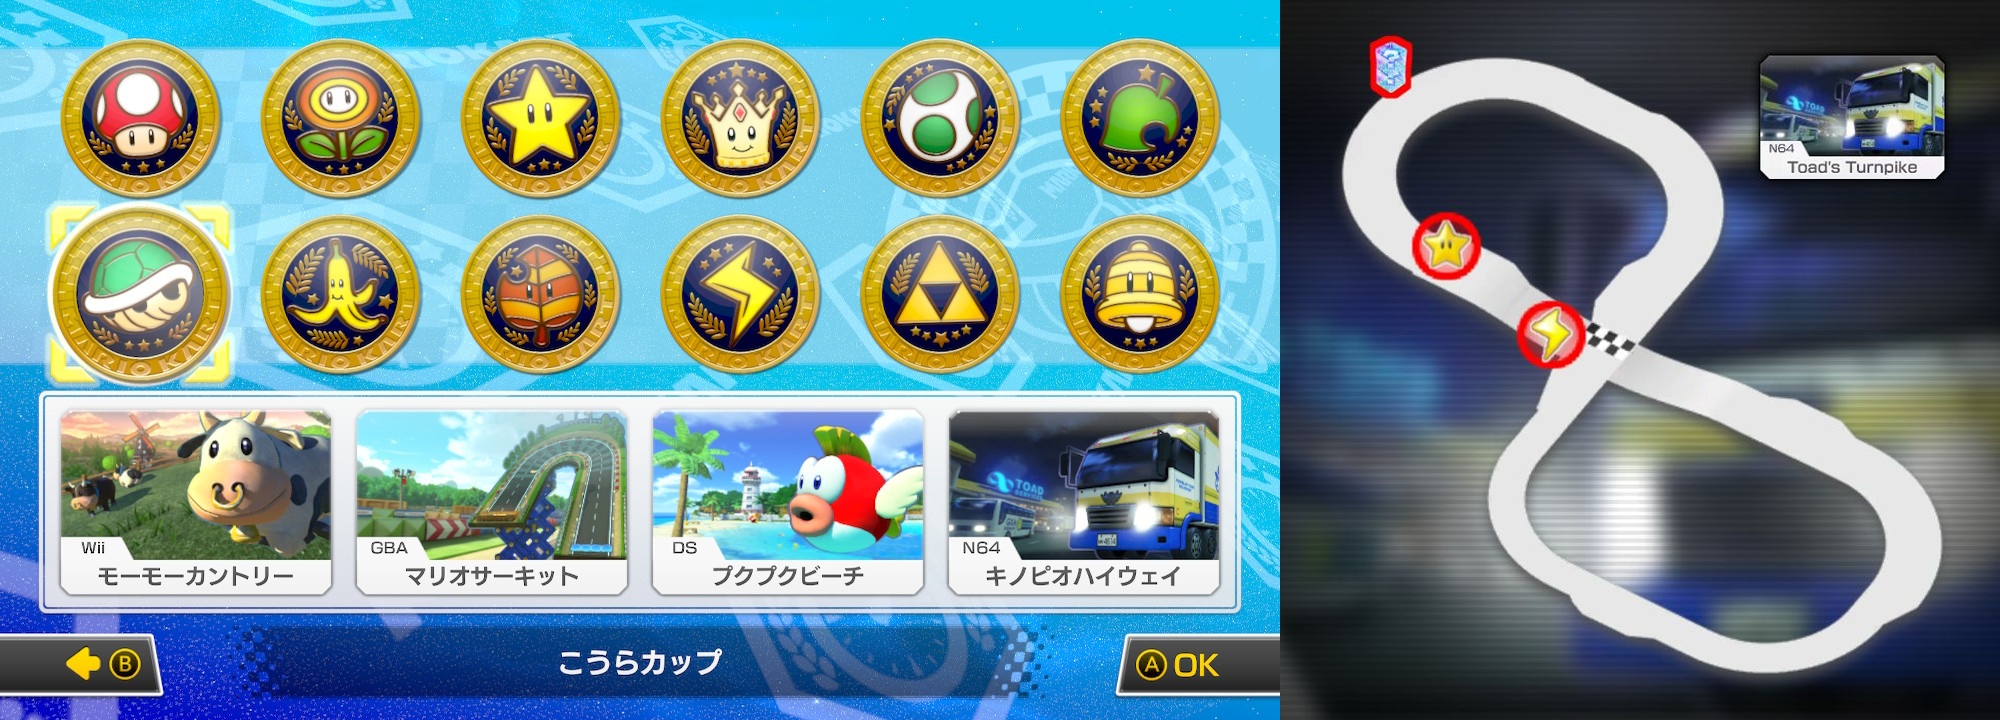 Wii
モーモーカントリー
GBA
マリオサーキット
DS
プクプクビーチ
TOAD
N64
キノピオハイウェイ
B
こうらカップ
A OK
TOAD
N64
Toad's Turnpike